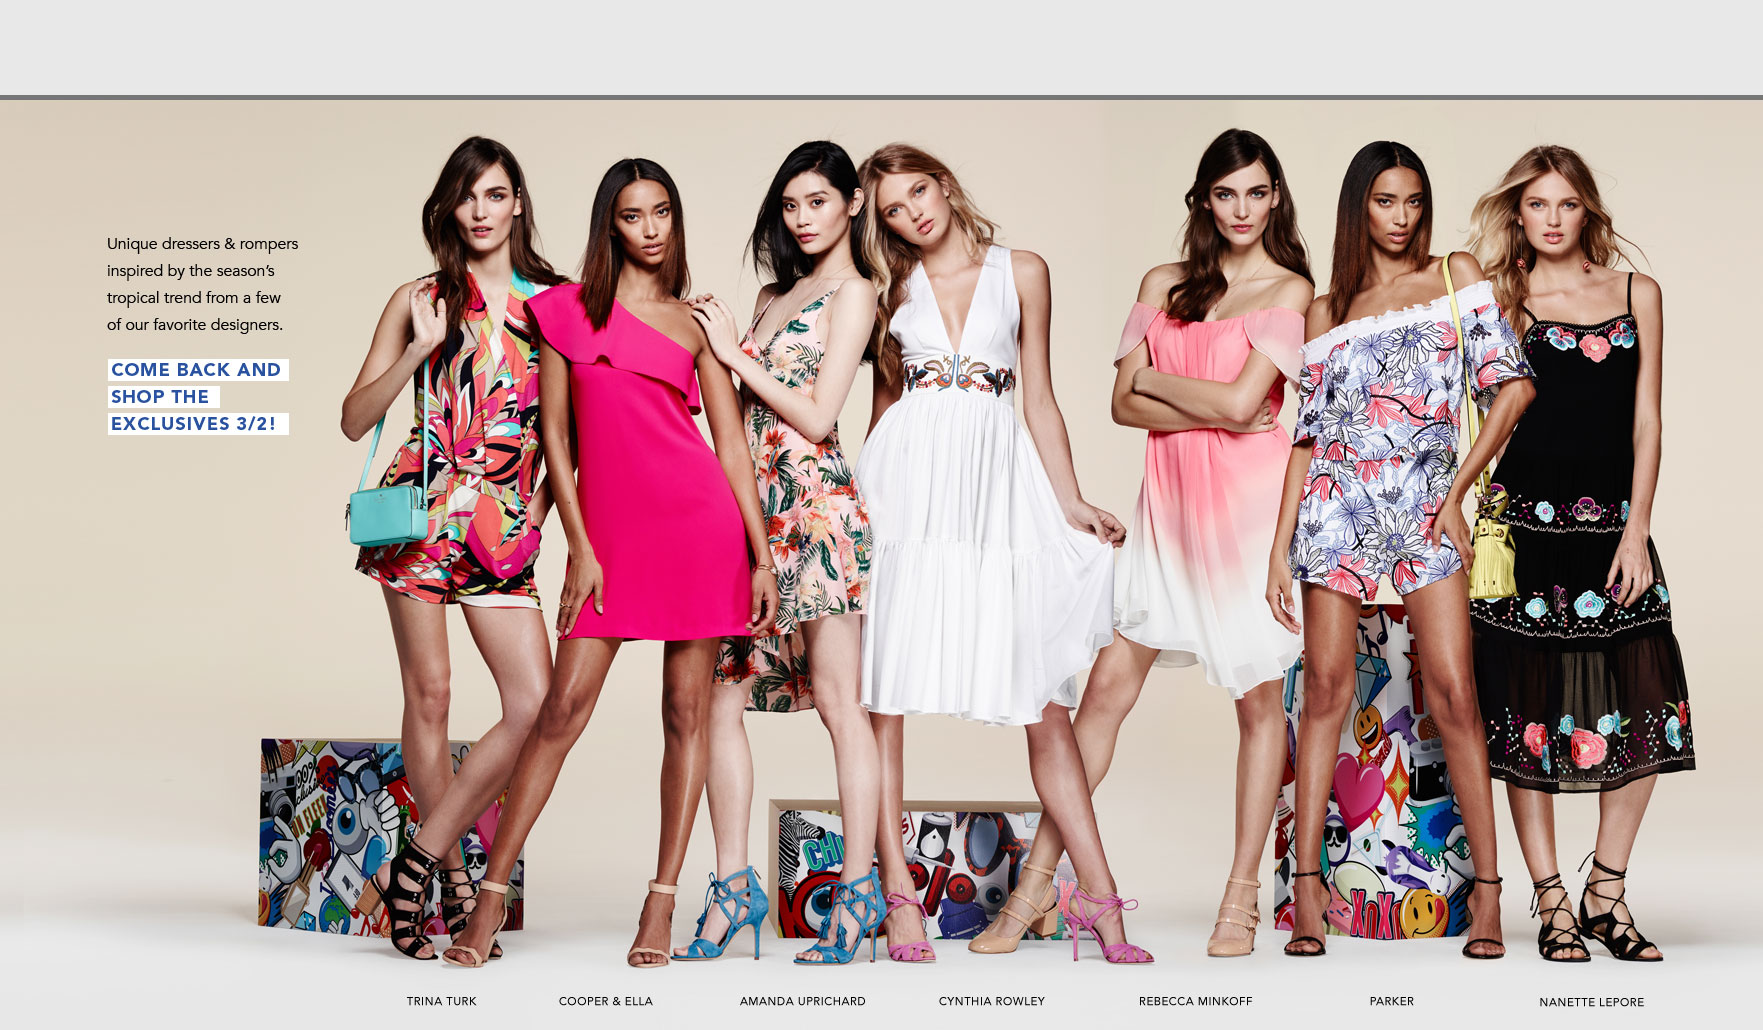 Unique dressers & rompers
inspired by the season's
tropical trend from a few
of our favorite designers.
COME BACK AND
SHOP THE
EXCLUSIVES 3/2!
XOXO
TRINA TURK
COOPER & ELLA
AMANDA UPRICHARD
CYNTHIA ROWLEY
REBECCA MINKOFF
PARKER
NANETTE LEPORE